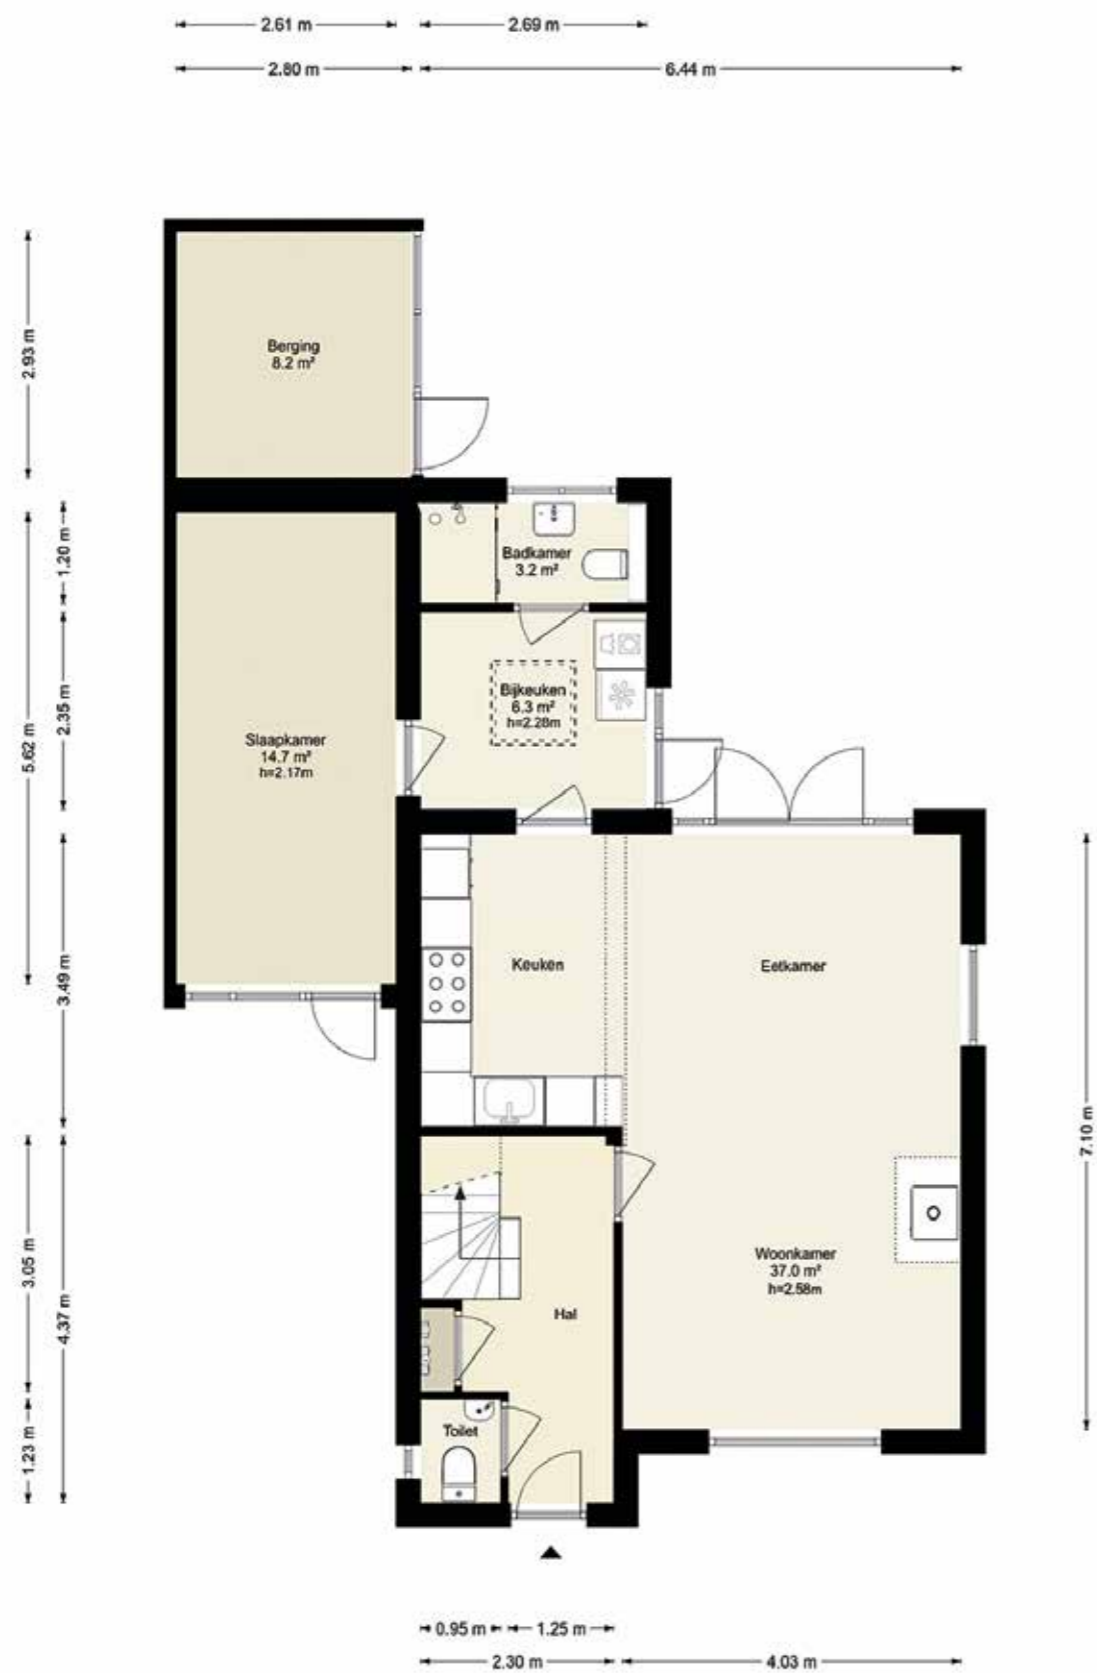 2.61 m
2.69 m
2.80 m
6.44 m
2.93 m
Berging
8.2 m²
1.20 m
Badkamer
3.2 m²
5.62 m
2.35 m
Bijkeuken
6.3 m²
h=2.28m
Slaapkamer
14.7 m²
h=2.17m
3.49 m
Keuken
Eetkamer
7.10 m
3.05 m
4.37 m
Woonkamer
37.0 m²
h=2.58m
Hal
1.23 m
Toilet
0.95 m
1.25 m
2.30 m
4.03 m